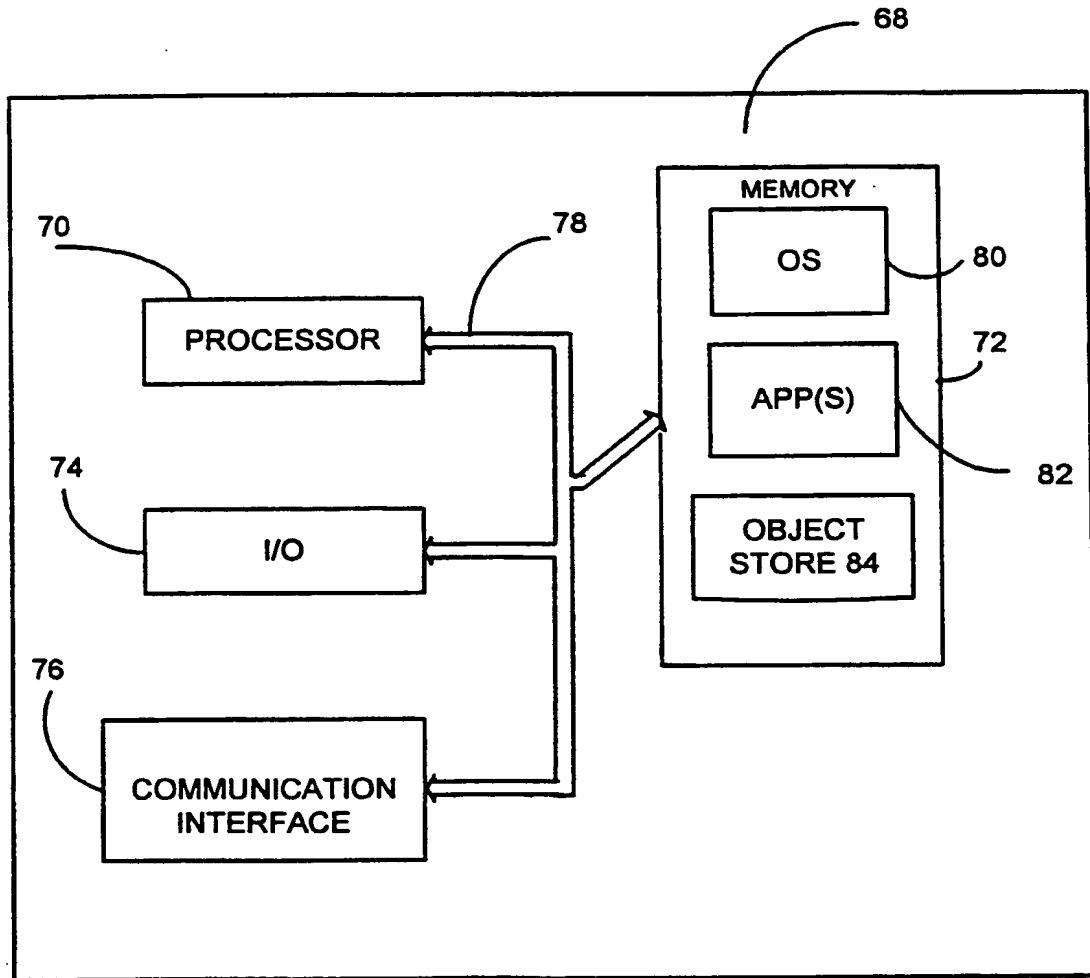 68
MEMORY
70
78
OS
80
PROCESSOR
72
APP(S)
74
82
I/O
OBJECT
STORE 84
76
COMMUNICATION
INTERFACE